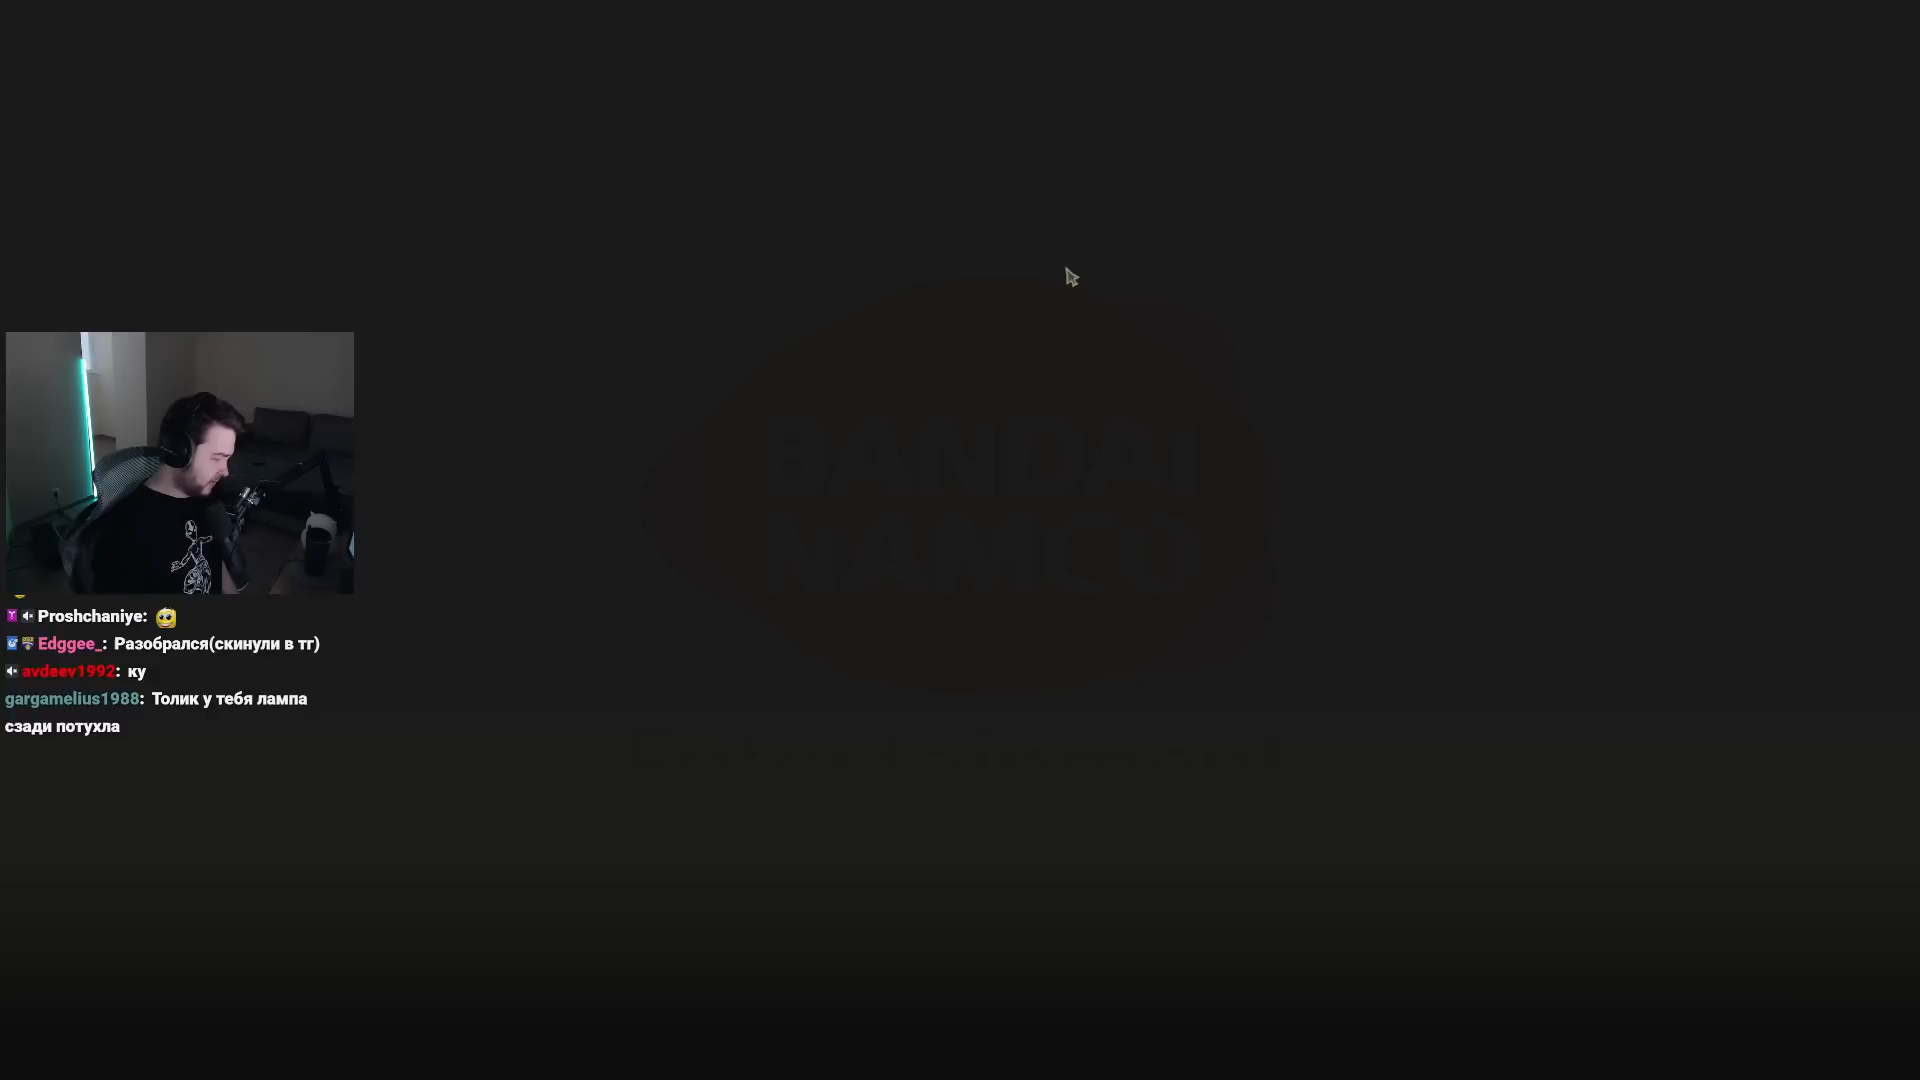 BANDAI
NAMCO
Entertainment
Proshchaniye:
Edggee_: Разобрался(скинули в тг)
avdeev1992: ку
gargamelius1988: Толик у тебя лампа
сзади потухла